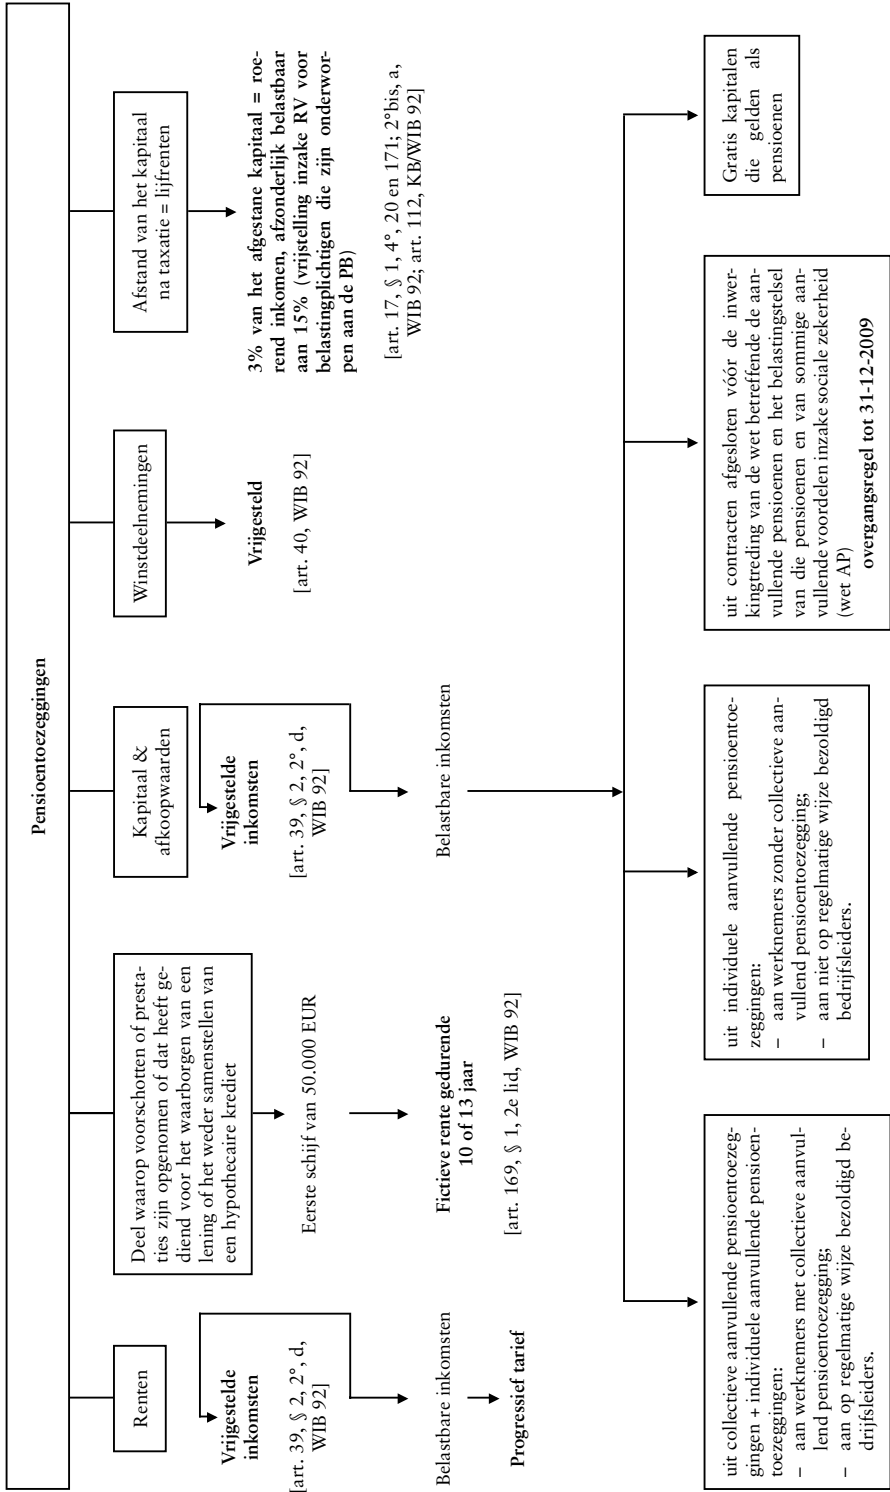 Pensioentoezeggingen
Renten
Vrijgestelde
inkomsten
[art. 39, § 2, 2°, d,
WIB 92]
Belastbare inkomsten
Progressief tarief
Deel waarop voorschotten of presta-
ties zijn opgenomen of dat heeft ge-
diend voor het waarborgen van een
lening of het weder samenstellen van
een hypothecaire krediet
Eerste schijf van 50.000 EUR
Fictieve rente gedurende
10 of 13 jaar
[art. 169, § 1, 2e lid, WIB 92]
Kapitaal &
afkoopwaarden
Vrijgestelde
inkomsten
[art. 39, § 2, 2°, d,
WIB 92]
Belastbare inkomsten
Winstdeelnemingen
Vrijgesteld
[art. 40, WIB 92]
Afstand van het kapitaal
na taxatie = lijfrenten
3% van het afgestane kapitaal = roe-
rend inkomen, afzonderlijk belastbaar
aan 15% (vrijstelling inzake RV voor
belastingplichtigen die zijn onderwor-
pen aan de PB)
[art. 17, § 1, 4°, 20 en 171; 2°bis, a,
WIB 92; art. 112, KB/WIB 92]
uit collectieve aanvullende pensioentoezeg-
gingen + individuele aanvullende pensioen-
toezeggingen:
– aan werknemers met collectieve aanvul-
lend pensioentoezegging;
– aan op regelmatige wijze bezoldigd be-
drijfsleiders.
uit individuele aanvullende pensioentoe-
zeggingen:
– aan werknemers zonder collectieve aan-
vullend pensioentoezegging;
– aan niet op regelmatige wijze bezoldigd
bedrijfsleiders.
uit contracten afgesloten vóór de inwer-
kingtreding van de wet betreffende de aan-
vullende pensioenen en het belastingstelsel
van die pensioenen en van sommige aan-
vullende voordelen inzake sociale zekerheid
(wet AP)
overgangsregel tot 31-12-2009
Gratis kapitalen
die gelden als
pensioenen